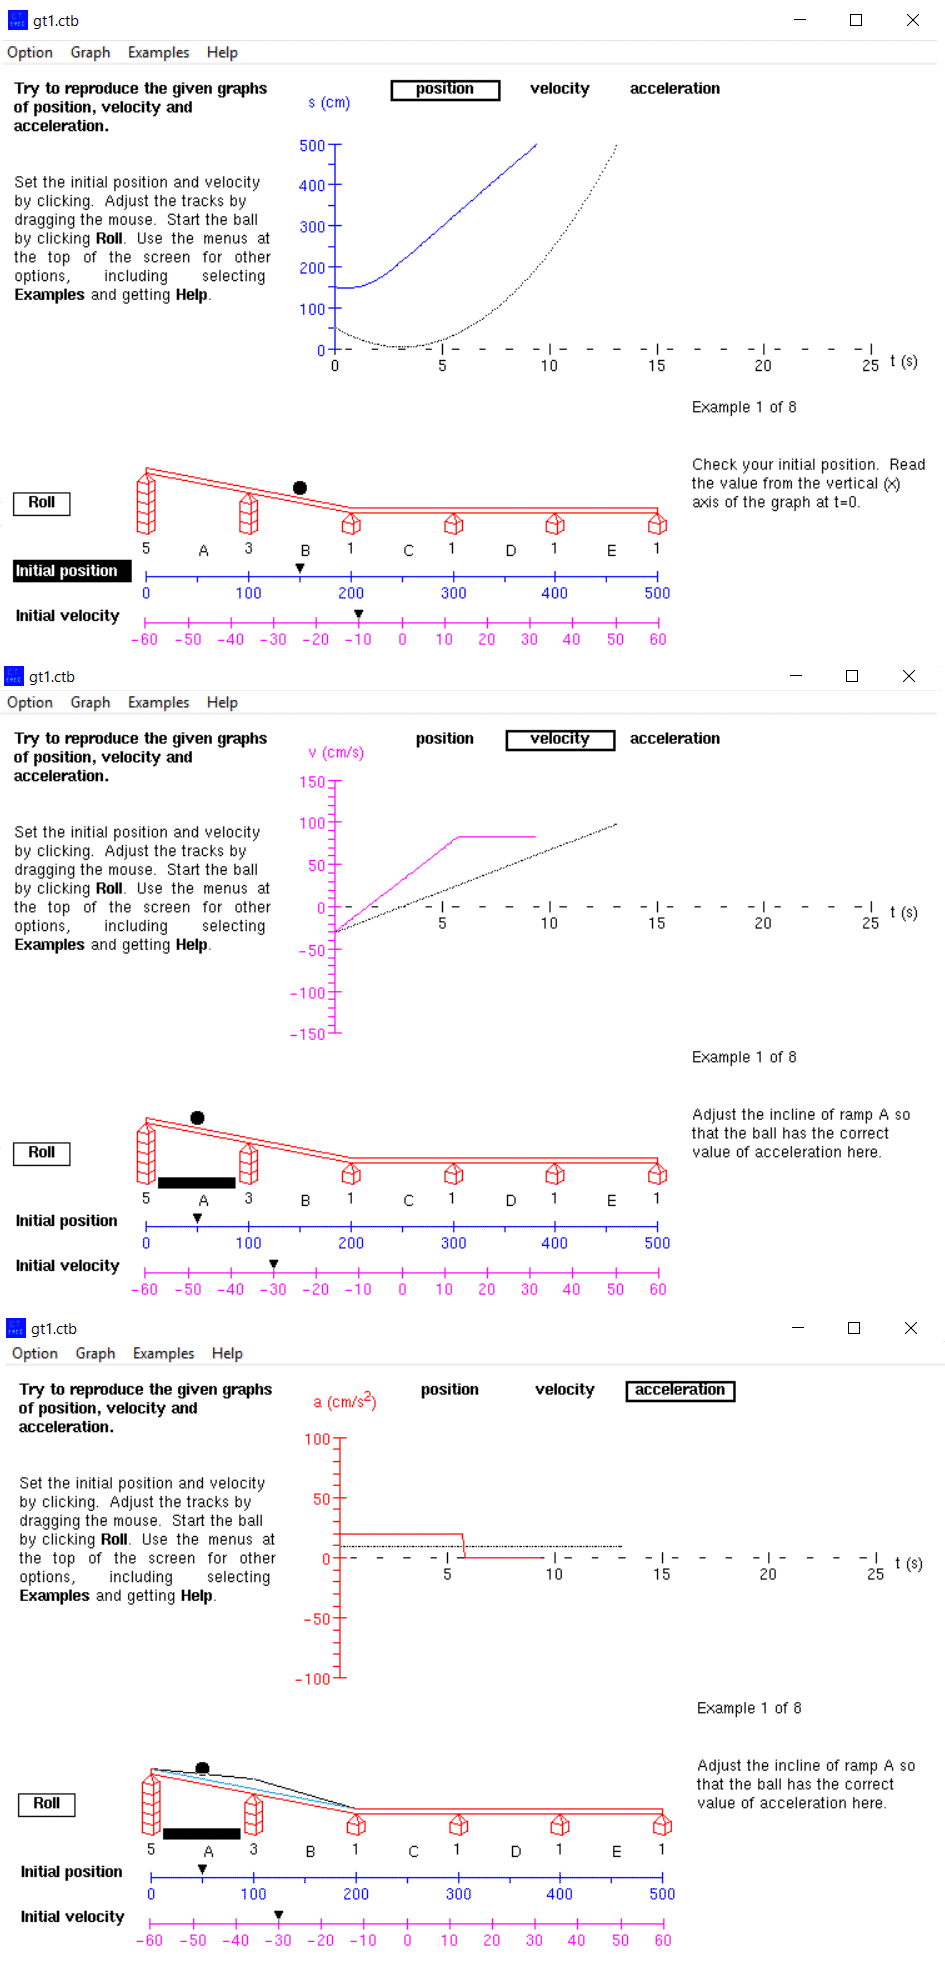 gt1.ctb
Option Graph Examples Help
Try to reproduce the given graphs
of position, velocity and
acceleration.
position velocity acceleration
s (cm)
Set the initial position and velocity
by clicking. Adjust the tracks by
dragging the mouse. Start the ball
by clicking Roll. Use the menus at
the top of the screen for other
options, including selecting
Examples and getting Help.
500
400
300
200
100
0
0 5 10 15 20 25 t (s)
Example 1 of 8
Check your initial position. Read
the value from the vertical (x)
axis of the graph at t=0.
Roll
5 A 3 B 1 C 1 D 1 E 1
Initial position
0 100 200 300 400 500
Initial velocity
-60 -50 -40 -30 -20 -10 0 10 20 30 40 50 60
gt1.ctb
Option Graph Examples Help
Try to reproduce the given graphs
of position, velocity and
acceleration.
position velocity acceleration
v (cm/s)
Set the initial position and velocity
by clicking. Adjust the tracks by
dragging the mouse. Start the ball
by clicking Roll. Use the menus at
the top of the screen for other
options, including selecting
Examples and getting Help.
150
100
50
0
-50
-100
-150
5 10 15 20 25 t (s)
Example 1 of 8
Adjust the incline of ramp A so
that the ball has the correct
value of acceleration here.
Roll
5 A 3 B 1 C 1 D 1 E 1
Initial position
0 100 200 300 400 500
Initial velocity
-60 -50 -40 -30 -20 -10 0 10 20 30 40 50 60
gt1.ctb
Option Graph Examples Help
Try to reproduce the given graphs
of position, velocity and
acceleration.
position velocity acceleration
a (cm/s²)
Set the initial position and velocity
by clicking. Adjust the tracks by
dragging the mouse. Start the ball
by clicking Roll. Use the menus at
the top of the screen for other
options, including selecting
Examples and getting Help.
100
50
0
-50
-100
5 10 15 20 25 t (s)
Example 1 of 8
Adjust the incline of ramp A so
that the ball has the correct
value of acceleration here.
Roll
5 A 3 B 1 C 1 D 1 E 1
Initial position
0 100 200 300 400 500
Initial velocity
-60 -50 -40 -30 -20 -10 0 10 20 30 40 50 60